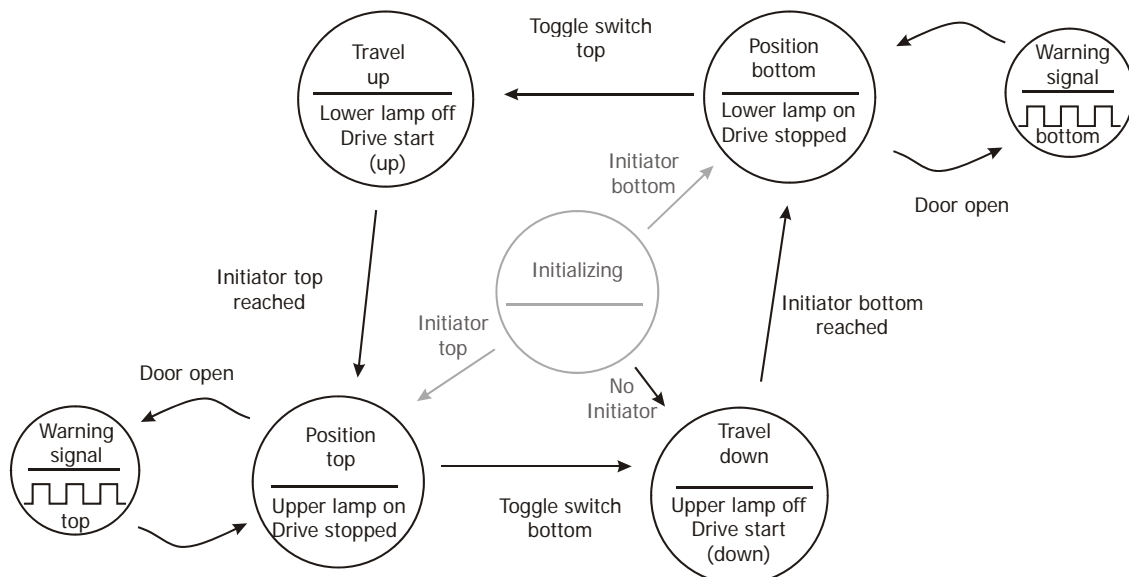 Travel
up
Lower lamp off
Drive start
(up)
Toggle switch
top
Position
bottom
Lower lamp on
Drive stopped
Warning
signal
bottom
Door open
Initiator
bottom
Initializing
Initiator top
reached
Initiator
top
No
Initiator
Initiator bottom
reached
Door open
Warning
signal
top
Position
top
Upper lamp on
Drive stopped
Toggle switch
bottom
Travel
down
Upper lamp off
Drive start
(down)